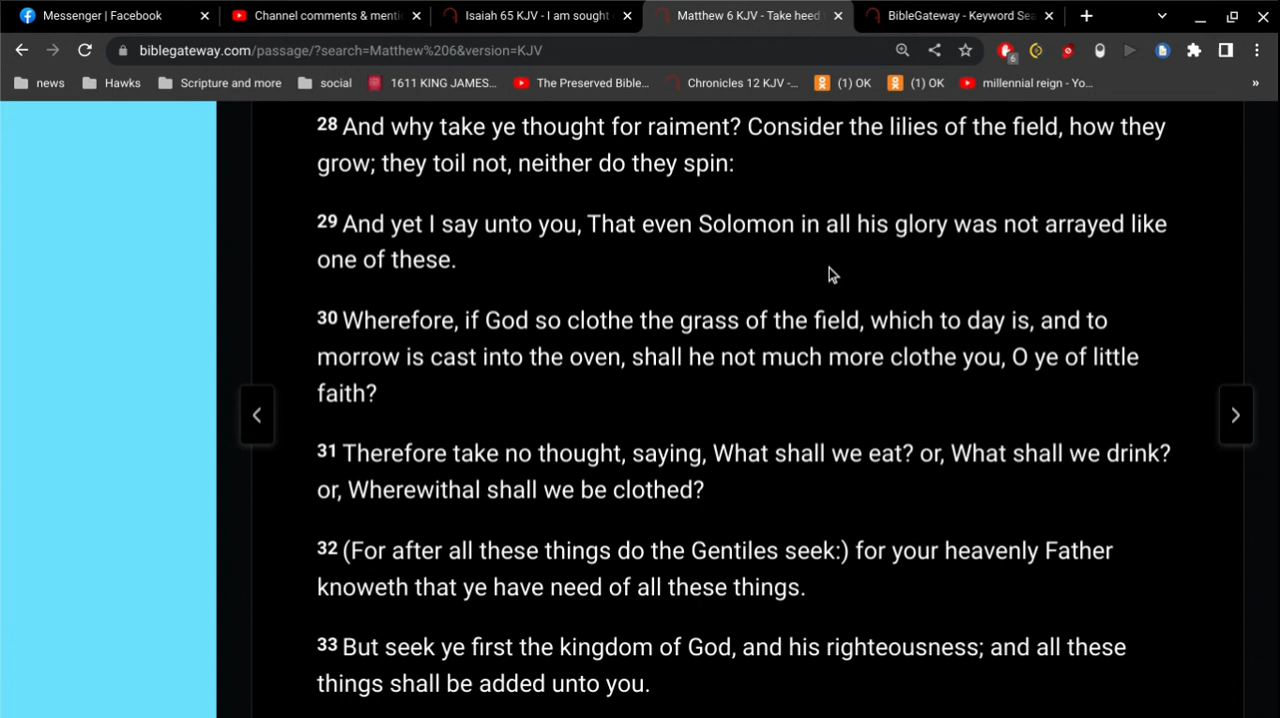 Messenger | Facebook
Channel comments & menti
Isaiah 65 KJV - I am sought
Matthew 6 KJV - Take heed
BibleGateway - Keyword Sea
biblegateway.com/passage/?search=Matthew%206&version=KJV
6
news
Hawks
Scripture and more
social
1611 KING JAMES...
The Preserved Bible...
Chronicles 12 KJV -...
(1) OK
(1) OK
millennial reign - Yo...
28 And why take ye thought for raiment? Consider the lilies of the field, how they
grow; they toil not, neither do they spin:
29 And yet I say unto you, That even Solomon in all his glory was not arrayed like
one of these.
30 Wherefore, if God so clothe the grass of the field, which to day is, and to
morrow is cast into the oven, shall he not much more clothe you, O ye of little
faith?
31 Therefore take no thought, saying, What shall we eat? or, What shall we drink?
or, Wherewithal shall we be clothed?
32 (For after all these things do the Gentiles seek:) for your heavenly Father
knoweth that ye have need of all these things.
33 But seek ye first the kingdom of God, and his righteousness; and all these
things shall be added unto you.